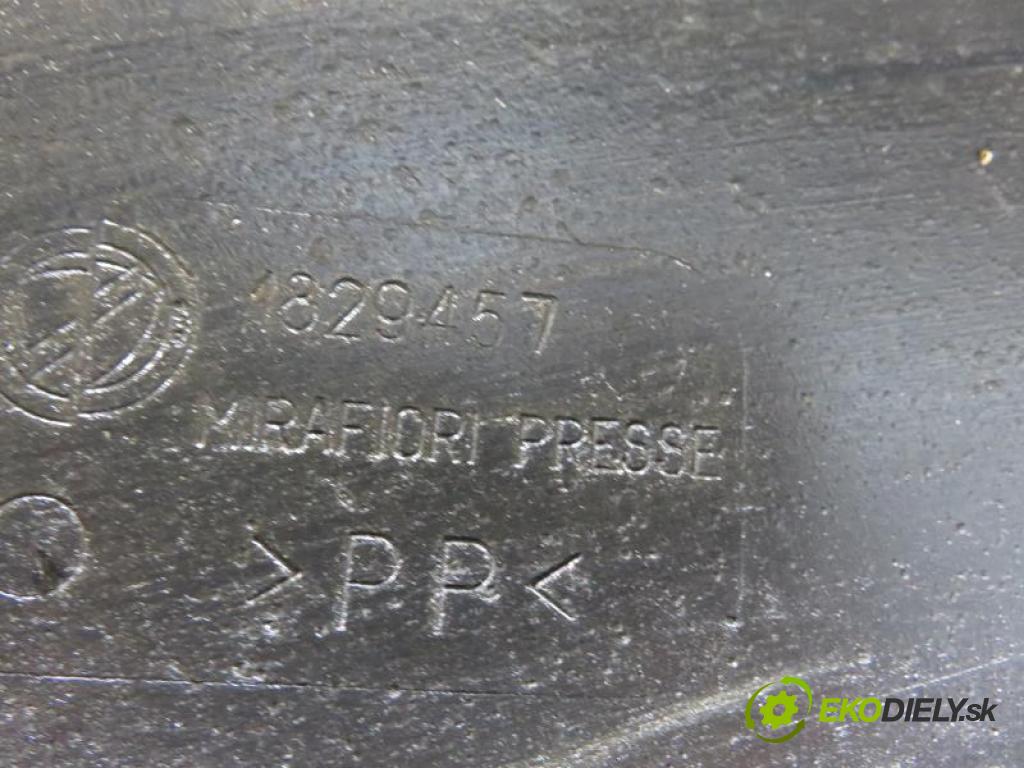 1829457
MIRAFIORI PRESSE
>PP<
EKODIELY.sk